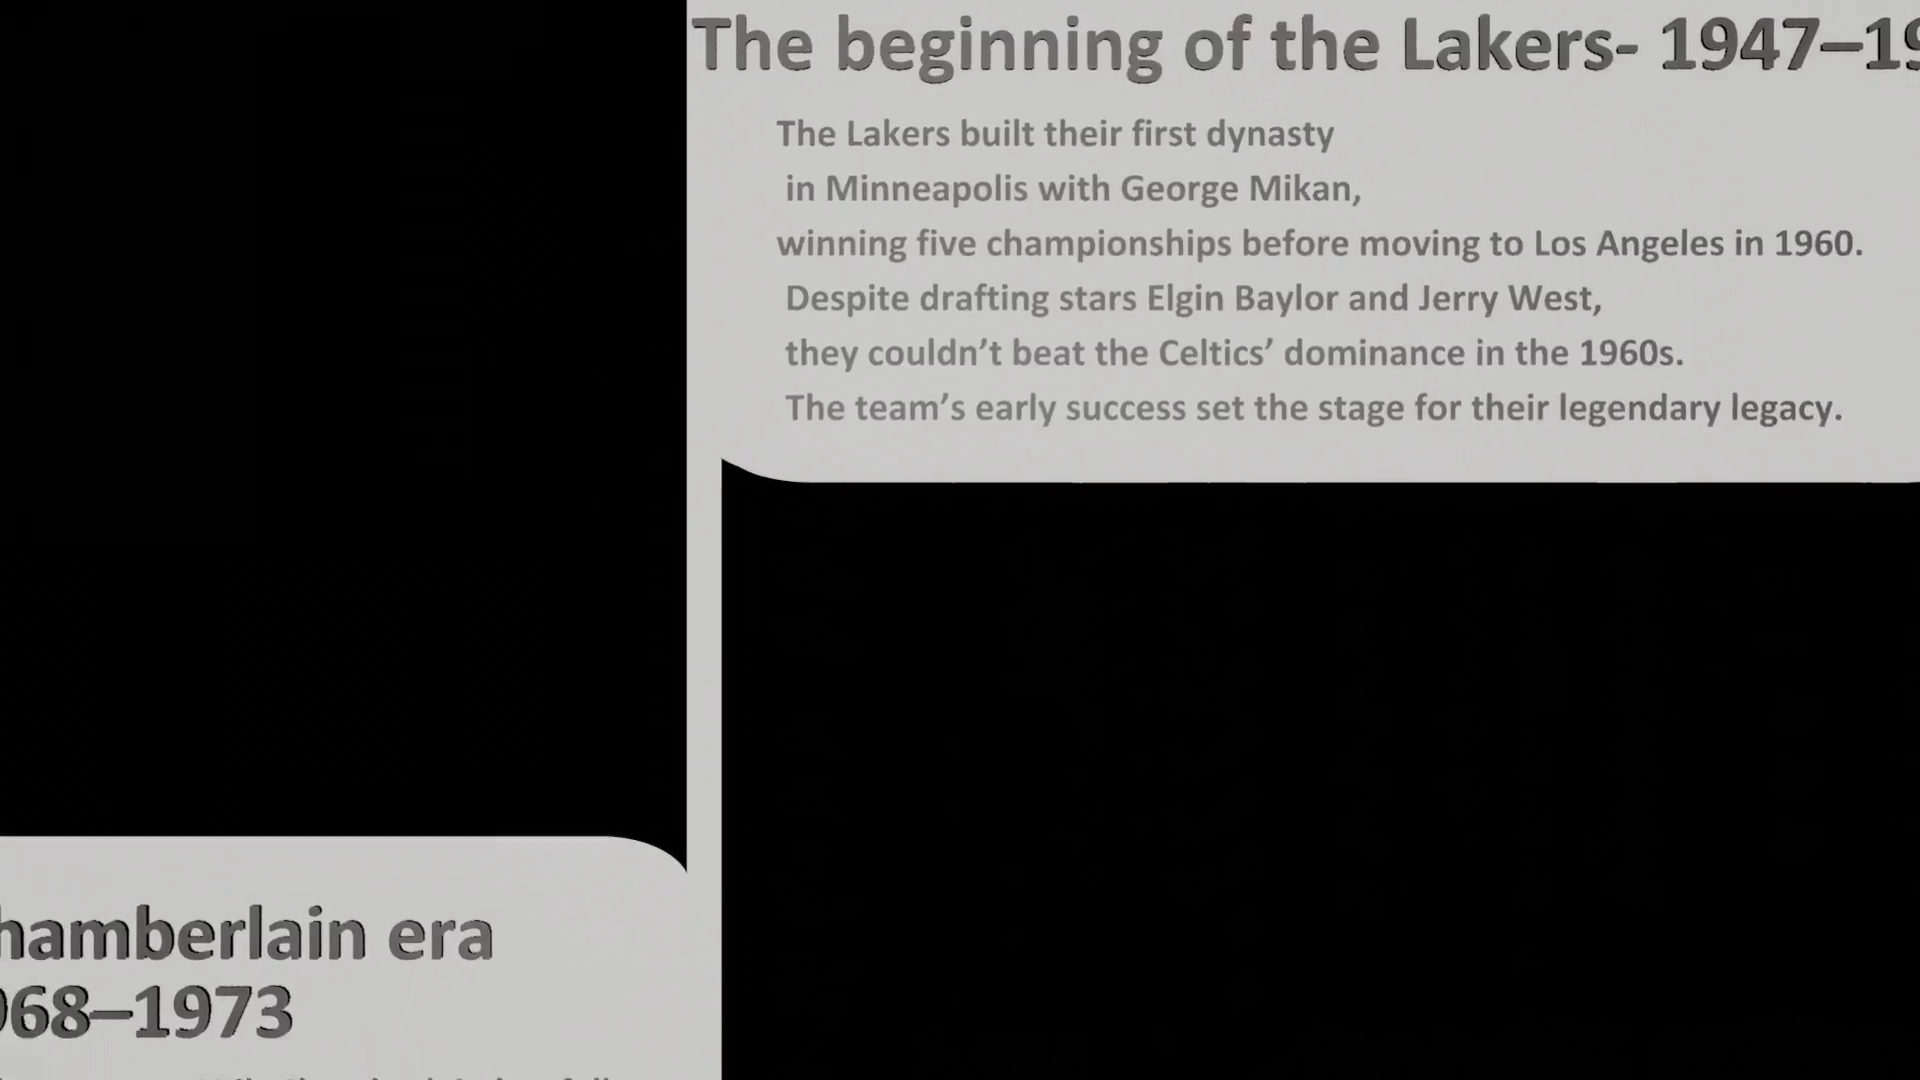 The beginning of the Lakers- 1947–19
The Lakers built their first dynasty
in Minneapolis with George Mikan,
winning five championships before moving to Los Angeles in 1960.
Despite drafting stars Elgin Baylor and Jerry West,
they couldn’t beat the Celtics’ dominance in the 1960s.
The team’s early success set the stage for their legendary legacy.
hamberlain era
968–1973